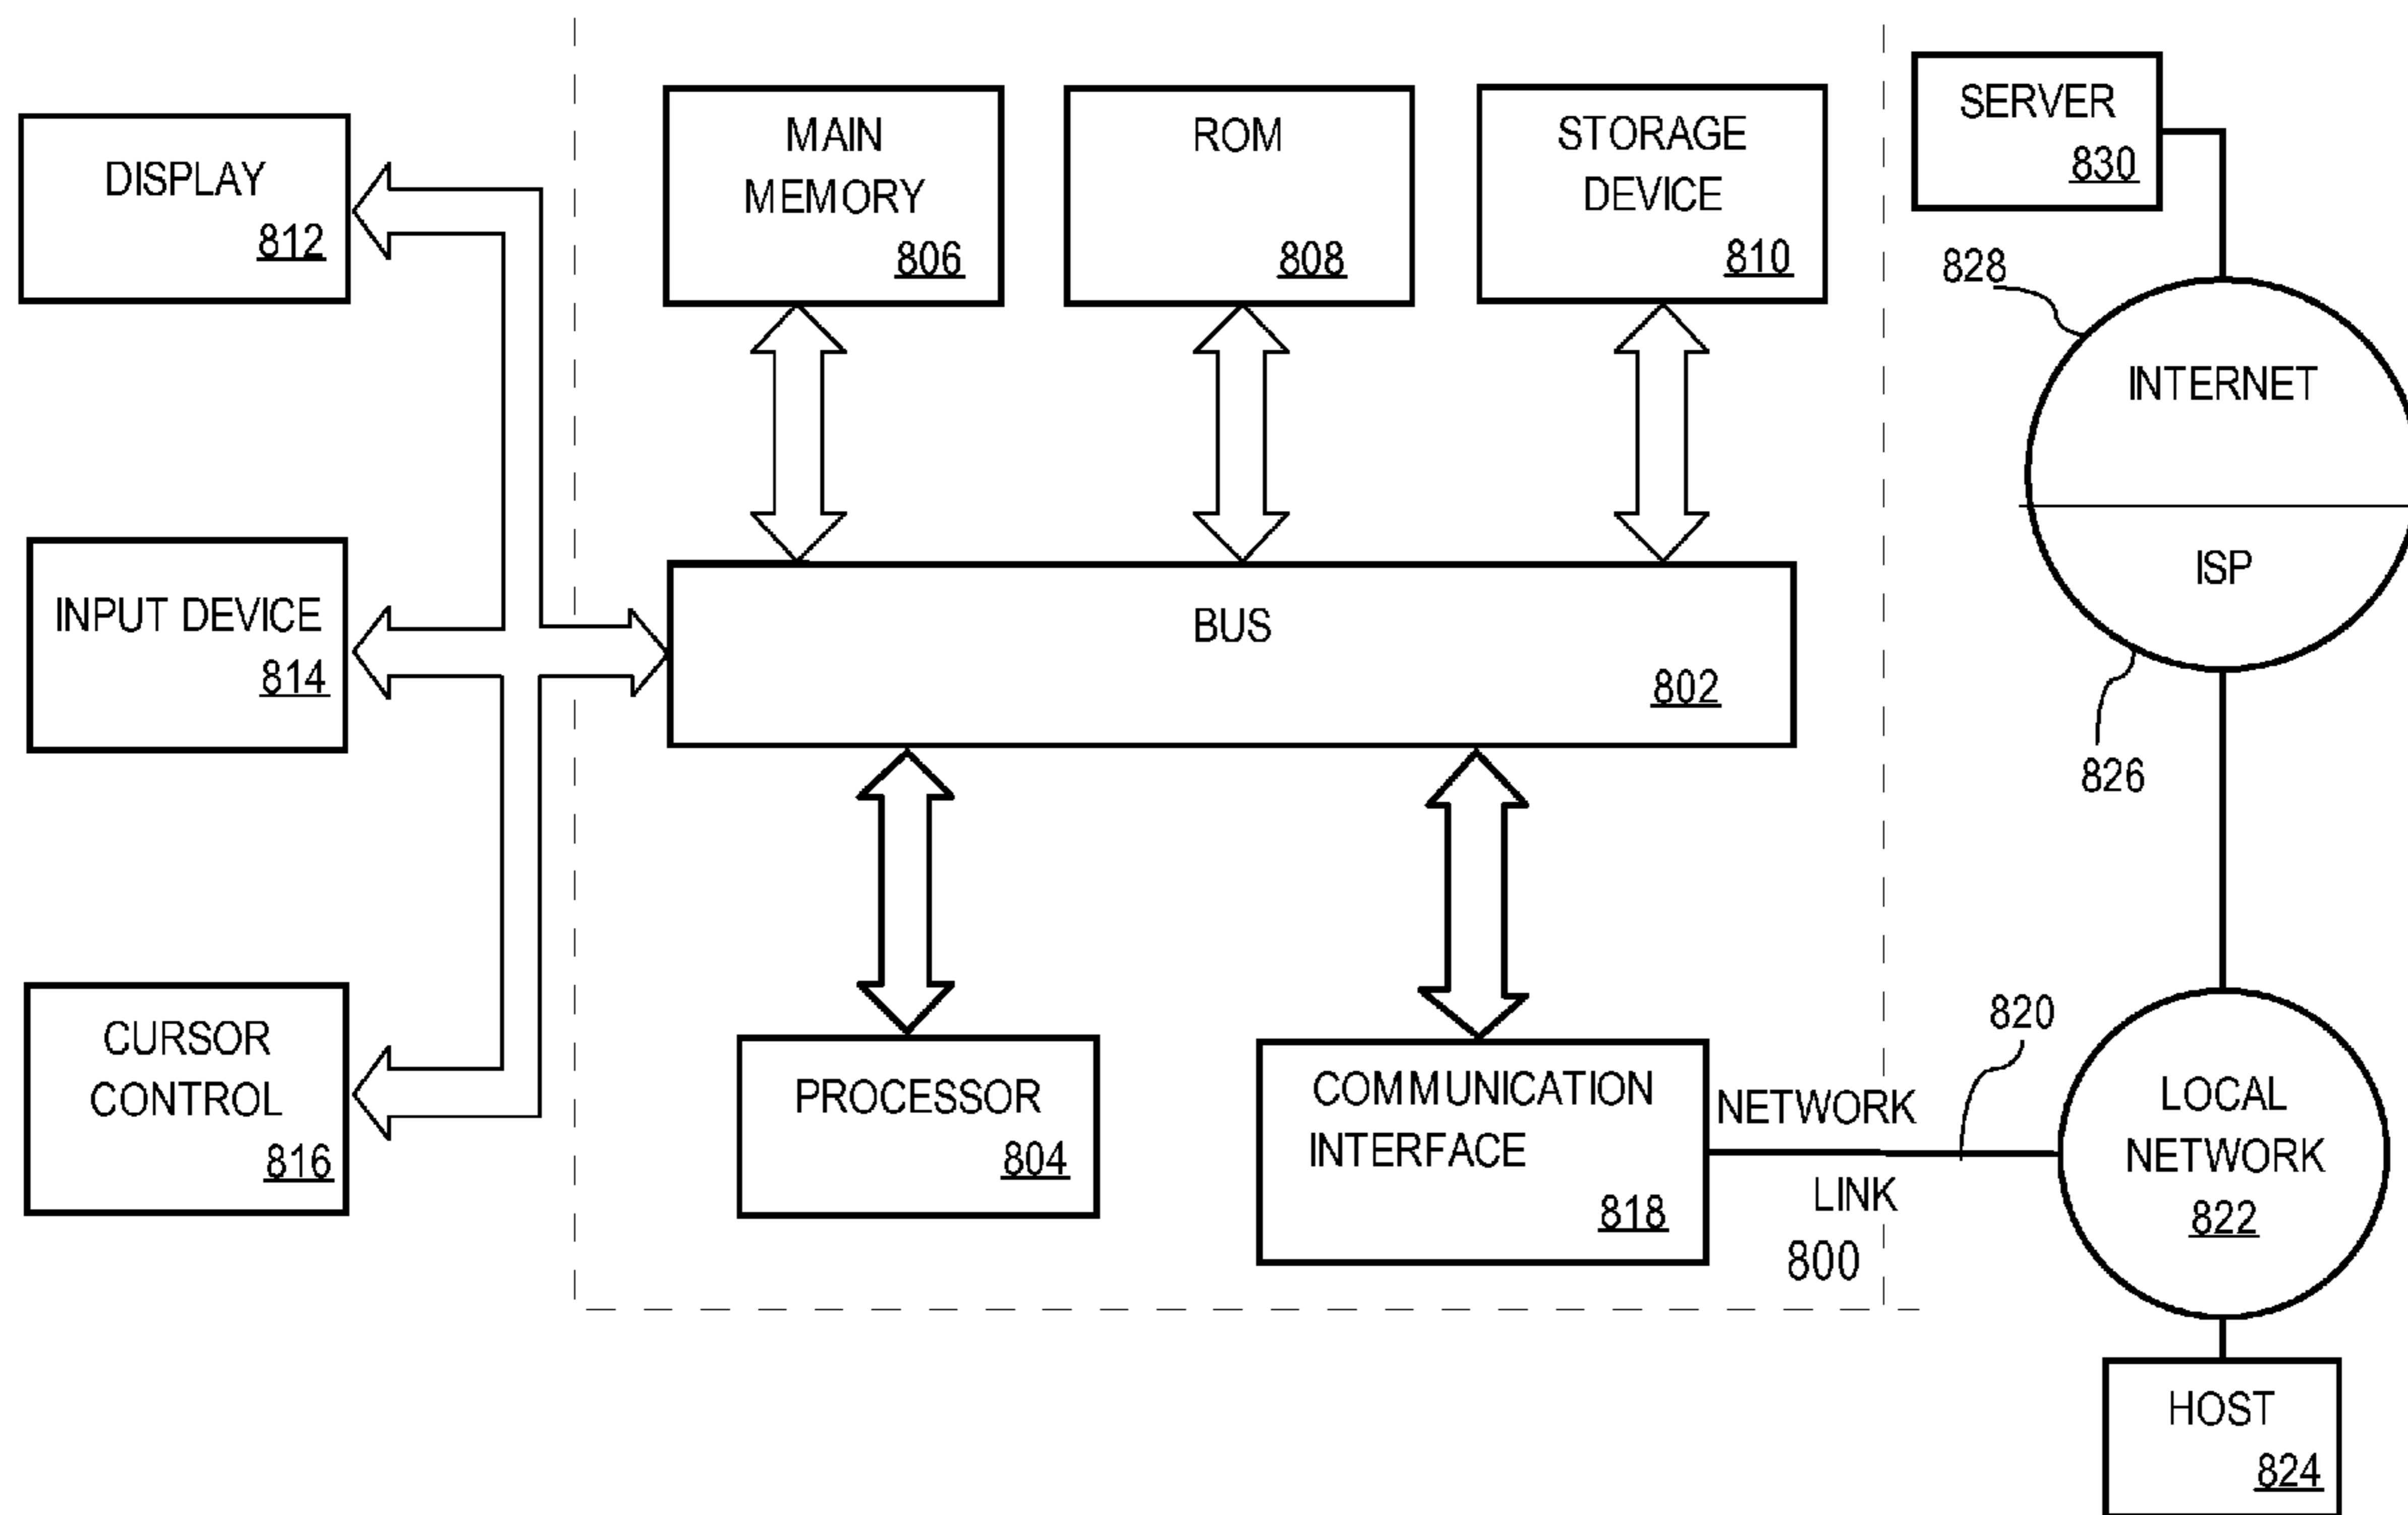 DISPLAY
812
INPUT DEVICE
814
CURSOR
CONTROL
816
MAIN
MEMORY
806
ROM
808
STORAGE
DEVICE
810
BUS
802
PROCESSOR
804
COMMUNICATION
INTERFACE
818
NETWORK
LINK
800
820
SERVER
830
828
INTERNET
ISP
826
LOCAL
NETWORK
822
HOST
824